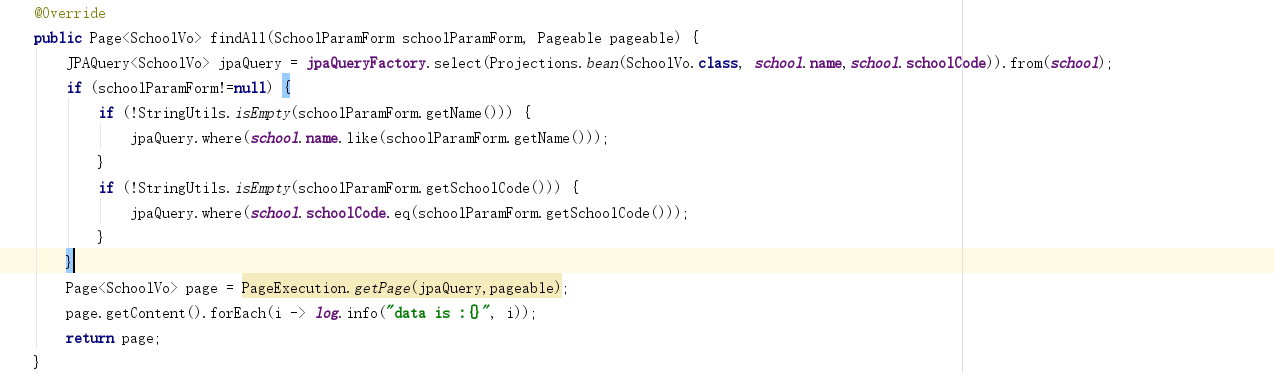 @Override
public Page<SchoolVo> findAll(SchoolParamForm schoolParamForm, Pageable pageable) {
JPAQuery<SchoolVo> jpaQuery = jpaQueryFactory.select(Projections.bean(SchoolVo.class, school.name,school.schoolCode)).from(school);
if (schoolParamForm!=null) {
if (!StringUtils.isEmpty(schoolParamForm.getName())) {
jpaQuery.where(school.name.like(schoolParamForm.getName()));
}
if (!StringUtils.isEmpty(schoolParamForm.getSchoolCode())) {
jpaQuery.where(school.schoolCode.eq(schoolParamForm.getSchoolCode()));
}
}
Page<SchoolVo> page = PageExecution.getPage(jpaQuery,pageable);
page.getContent().forEach(i -> log.info("data is :{}", i));
return page;
}